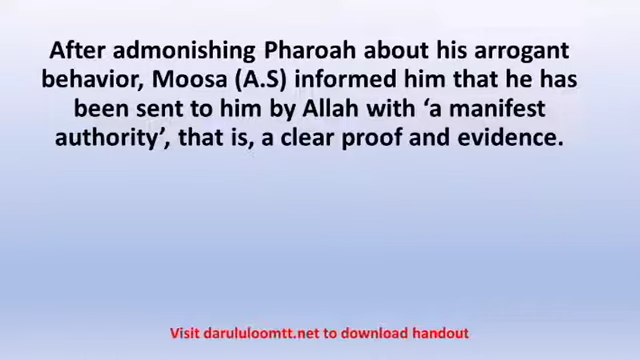 After admonishing Pharoah about his arrogant
behavior, Moosa (A.S) informed him that he has
been sent to him by Allah with ‘a manifest
authority’, that is, a clear proof and evidence.
Visit darululoomtt.net to download handout